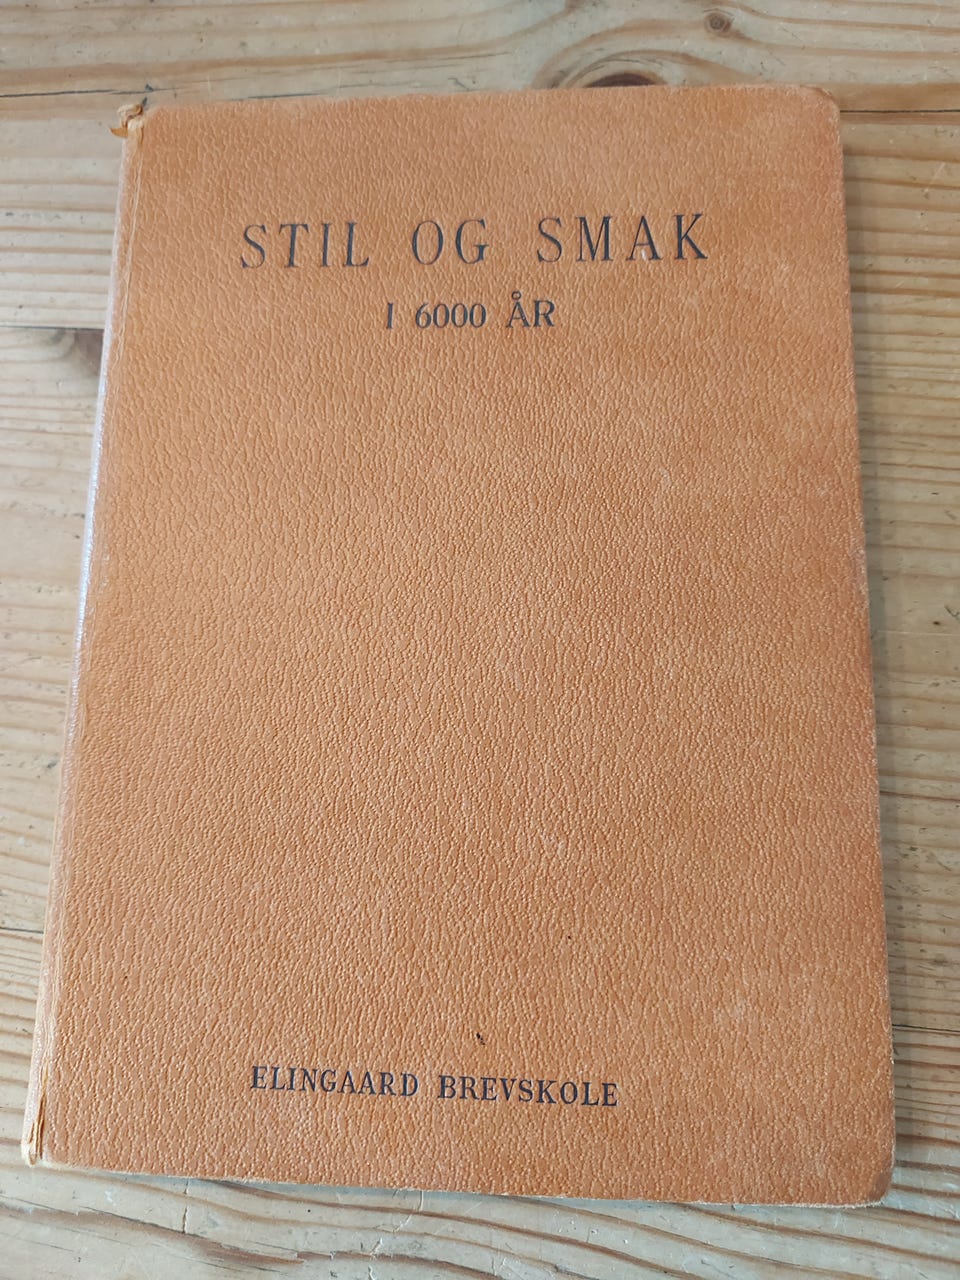 STIL OG SMAK
I 6000 ÅR
ELINGAARD BREVSKOLE